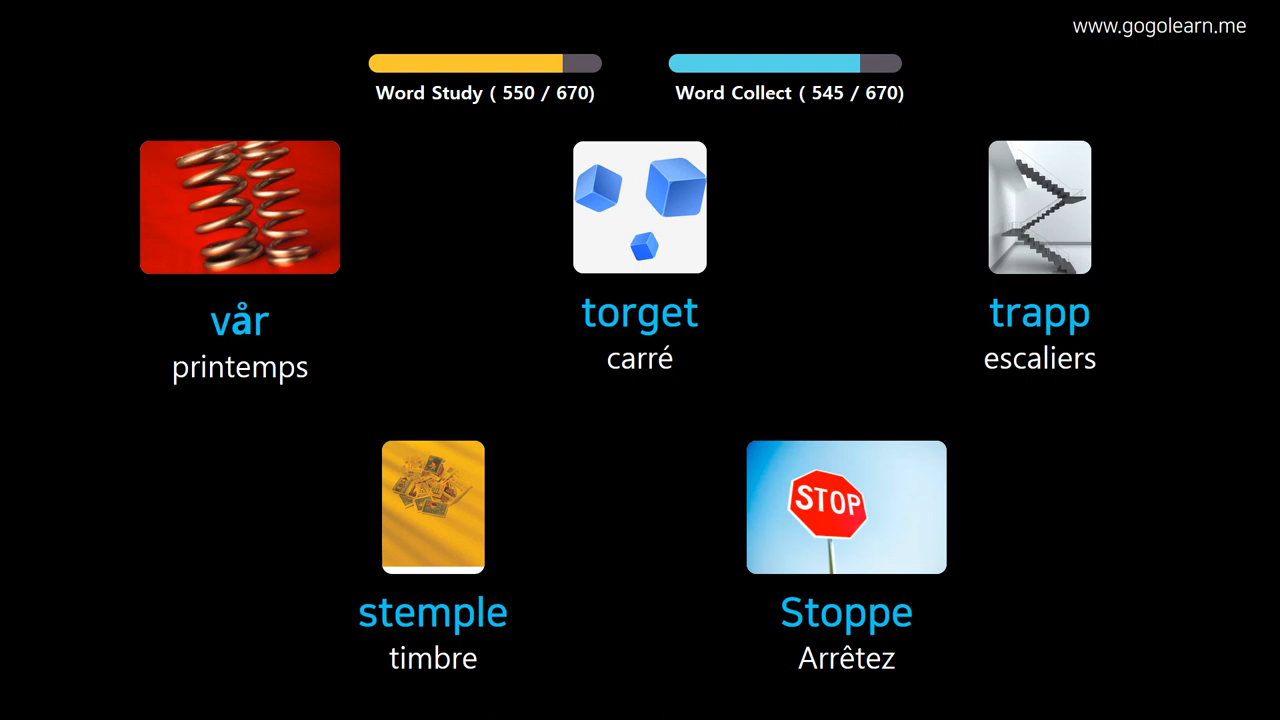 www.gogolearn.me
Word Study ( 550 / 670)
Word Collect ( 545 / 670)
vår
printemps
torget
carré
trapp
escaliers
STOP
stemple
timbre
Stoppe
Arrêtez